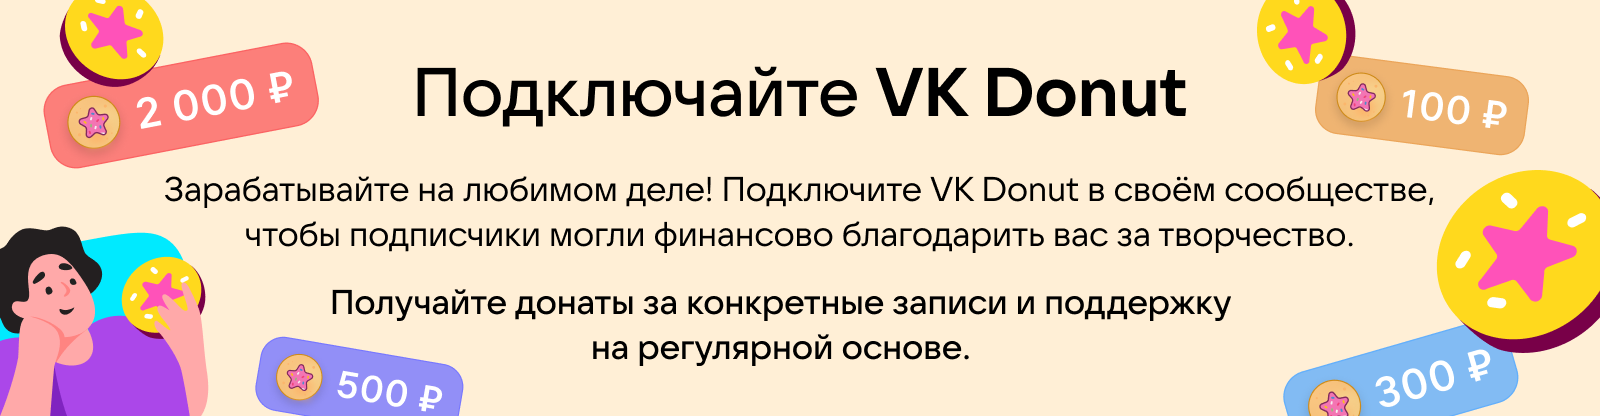 2 000 ₽
Подключайте VK Donut
100 ₽
Зарабатывайте на любимом деле! Подключите VK Donut в своём сообществе,
чтобы подписчики могли финансово благодарить вас за творчество.
Получайте донаты за конкретные записи и поддержку
на регулярной основе.
500 ₽
300 ₽